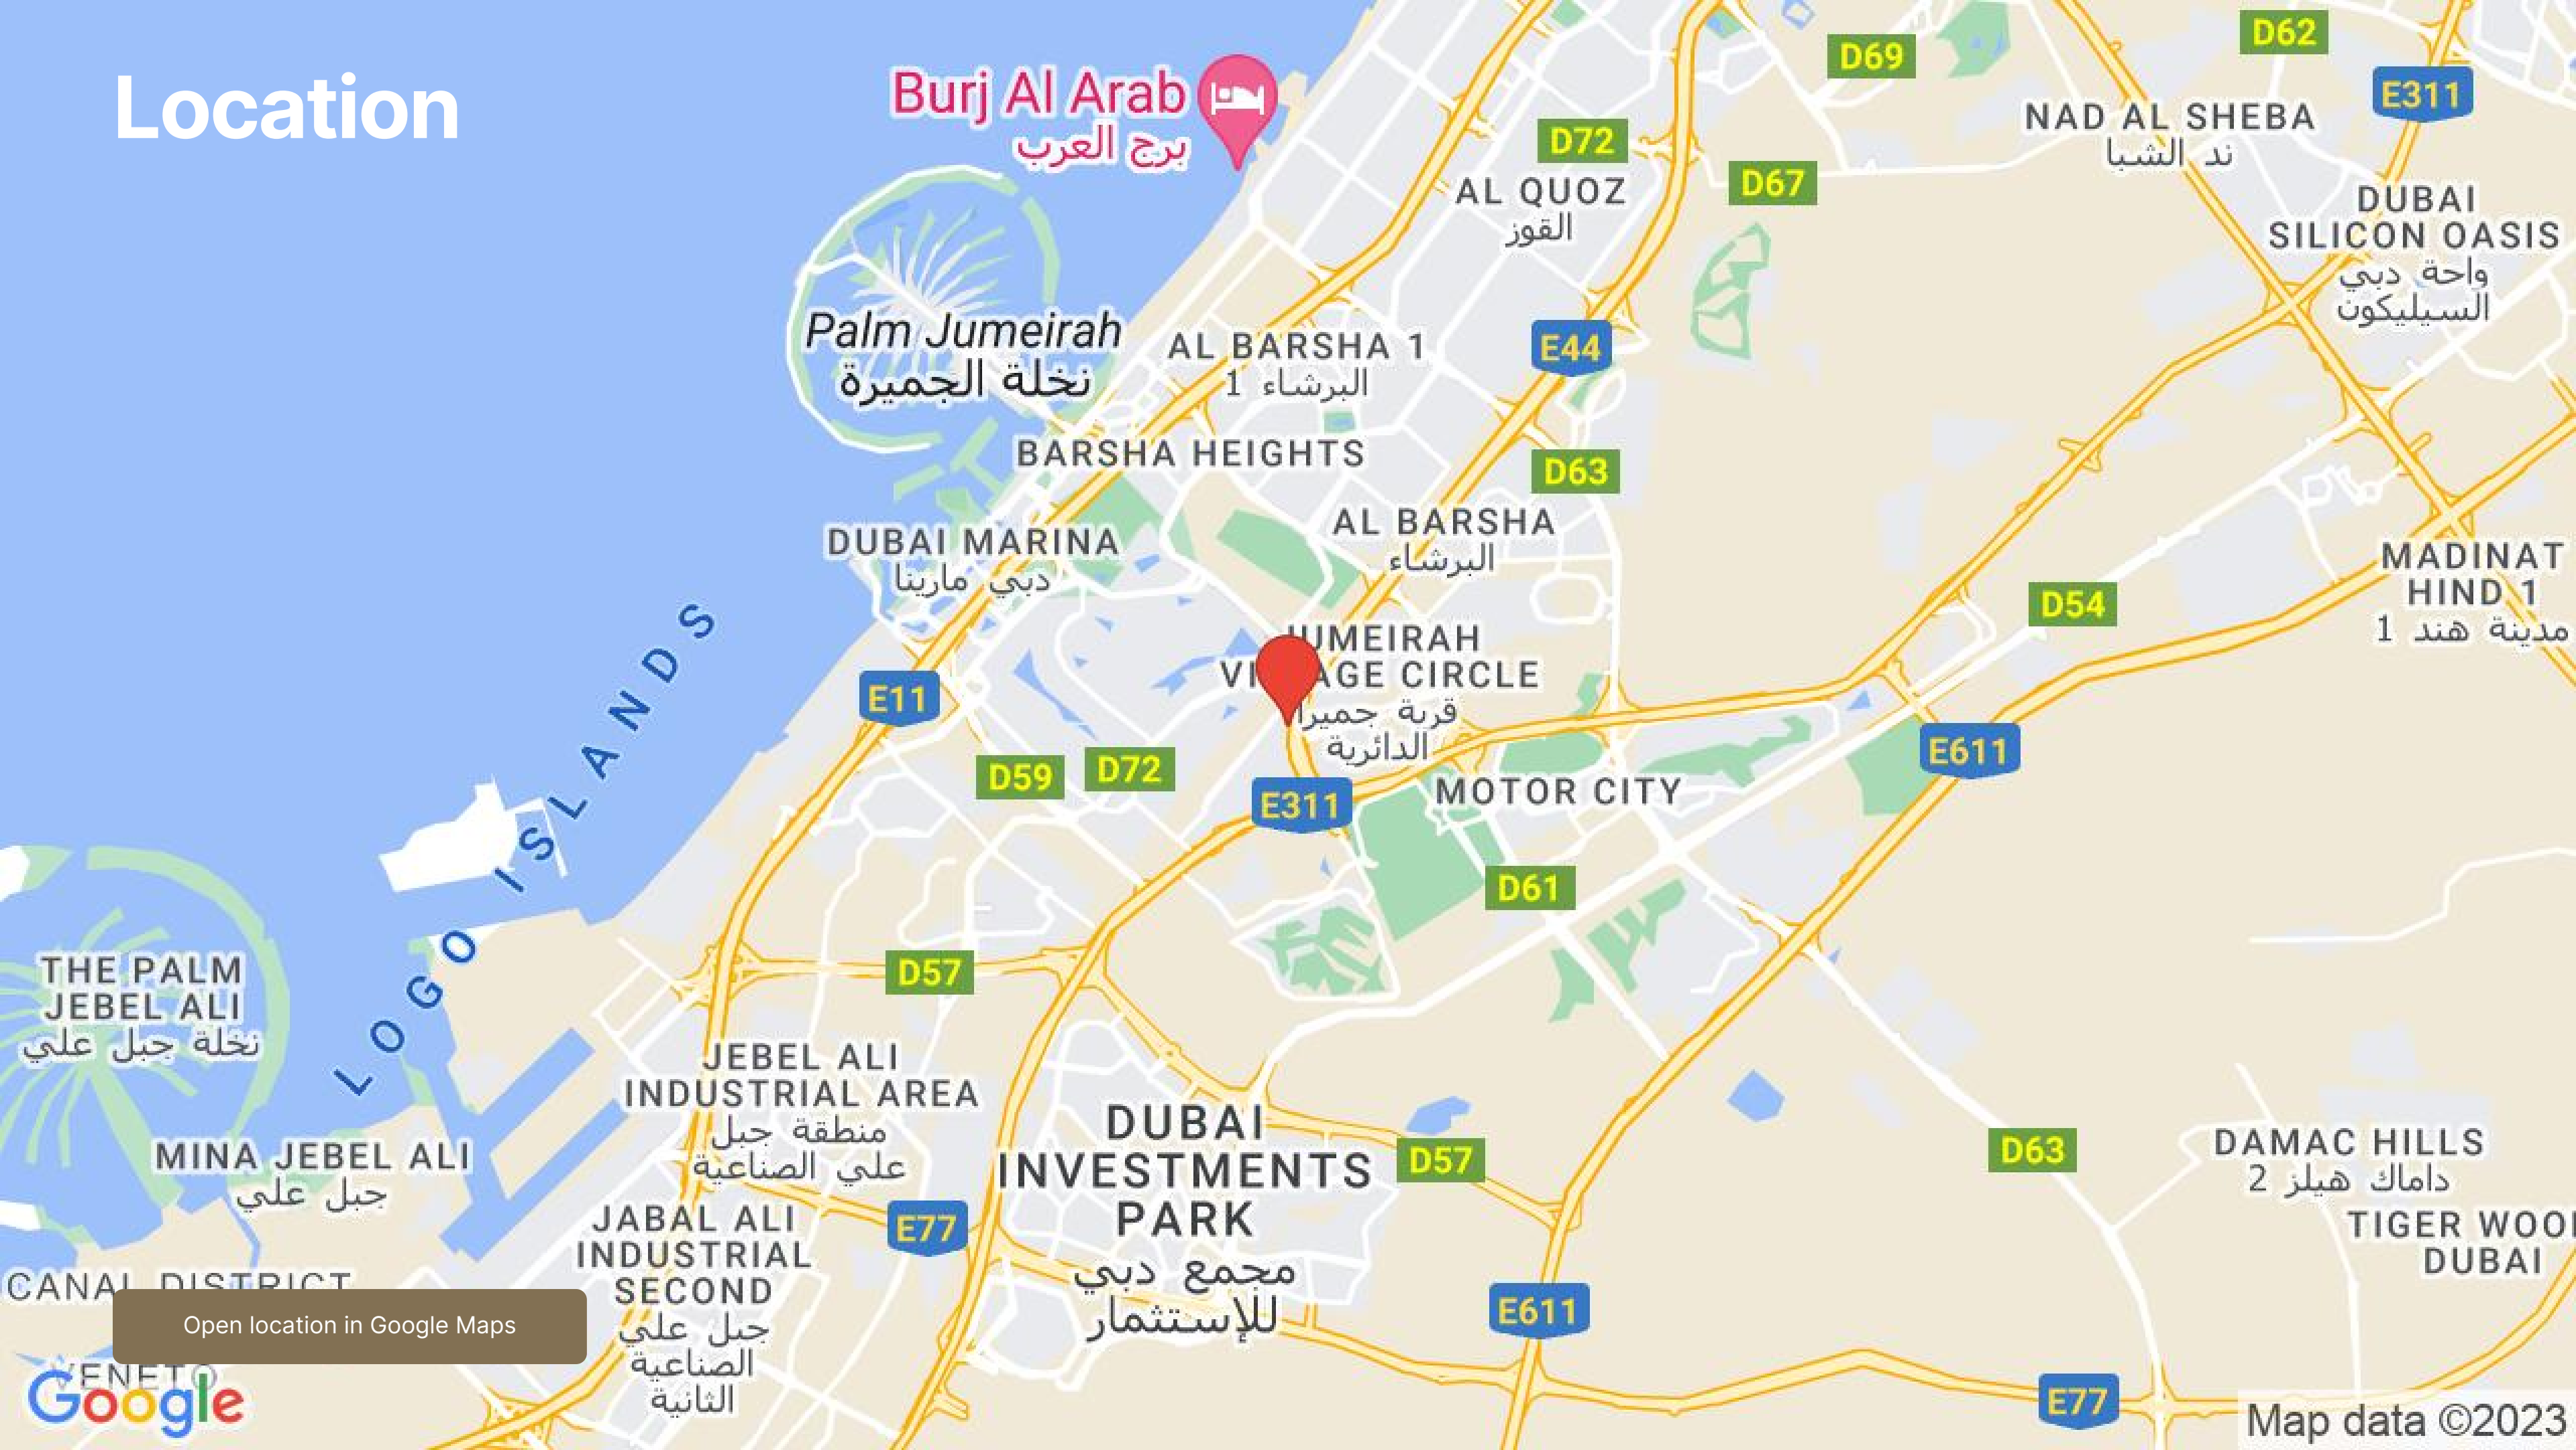 Location
Burj Al Arab
برج العرب
D69
D62
E311
NAD AL SHEBA
ند الشبا
D72
AL QUOZ
القوز
D67
DUBAI
SILICON OASIS
واحة دبي
السيليكون
Palm Jumeirah
نخلة الجميرة
AL BARSHA 1
البرشاء 1
E44
BARSHA HEIGHTS
D63
DUBAI MARINA
دبي مارينا
AL BARSHA
البرشاء
MADINAT
HIND 1
مدينة هند 1
D54
JUMEIRAH
VILLAGE CIRCLE
قرية جميرا
الدائرية
E11
D59
D72
E311
MOTOR CITY
E611
LOGO ISLANDS
D61
D57
THE PALM
JEBEL ALI
نخلة جبل علي
JEBEL ALI
INDUSTRIAL AREA
منطقة جبل
علي الصناعية
DUBAI
INVESTMENTS
PARK
مجمع دبي
للإستثمار
D57
D63
DAMAC HILLS
داماك هيلز 2
MINA JEBEL ALI
جبل علي
JABAL ALI
INDUSTRIAL
SECOND
جبل علي
الصناعية
الثانية
E77
TIGER WOO
DUBAI
CANAL DISTRICT
Open location in Google Maps
VENETO
Google
E611
E77
Map data ©2023